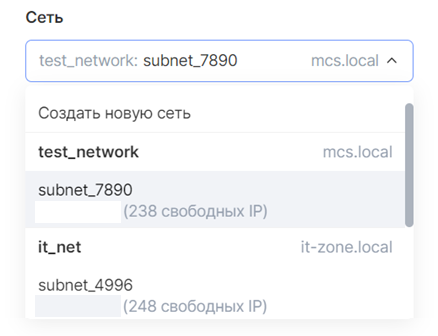 Сеть
test_network: subnet_7890 mcs.local
Создать новую сеть
test_network mcs.local
subnet_7890
(238 свободных IP)
it_net it-zone.local
subnet_4996
(248 свободных IP)